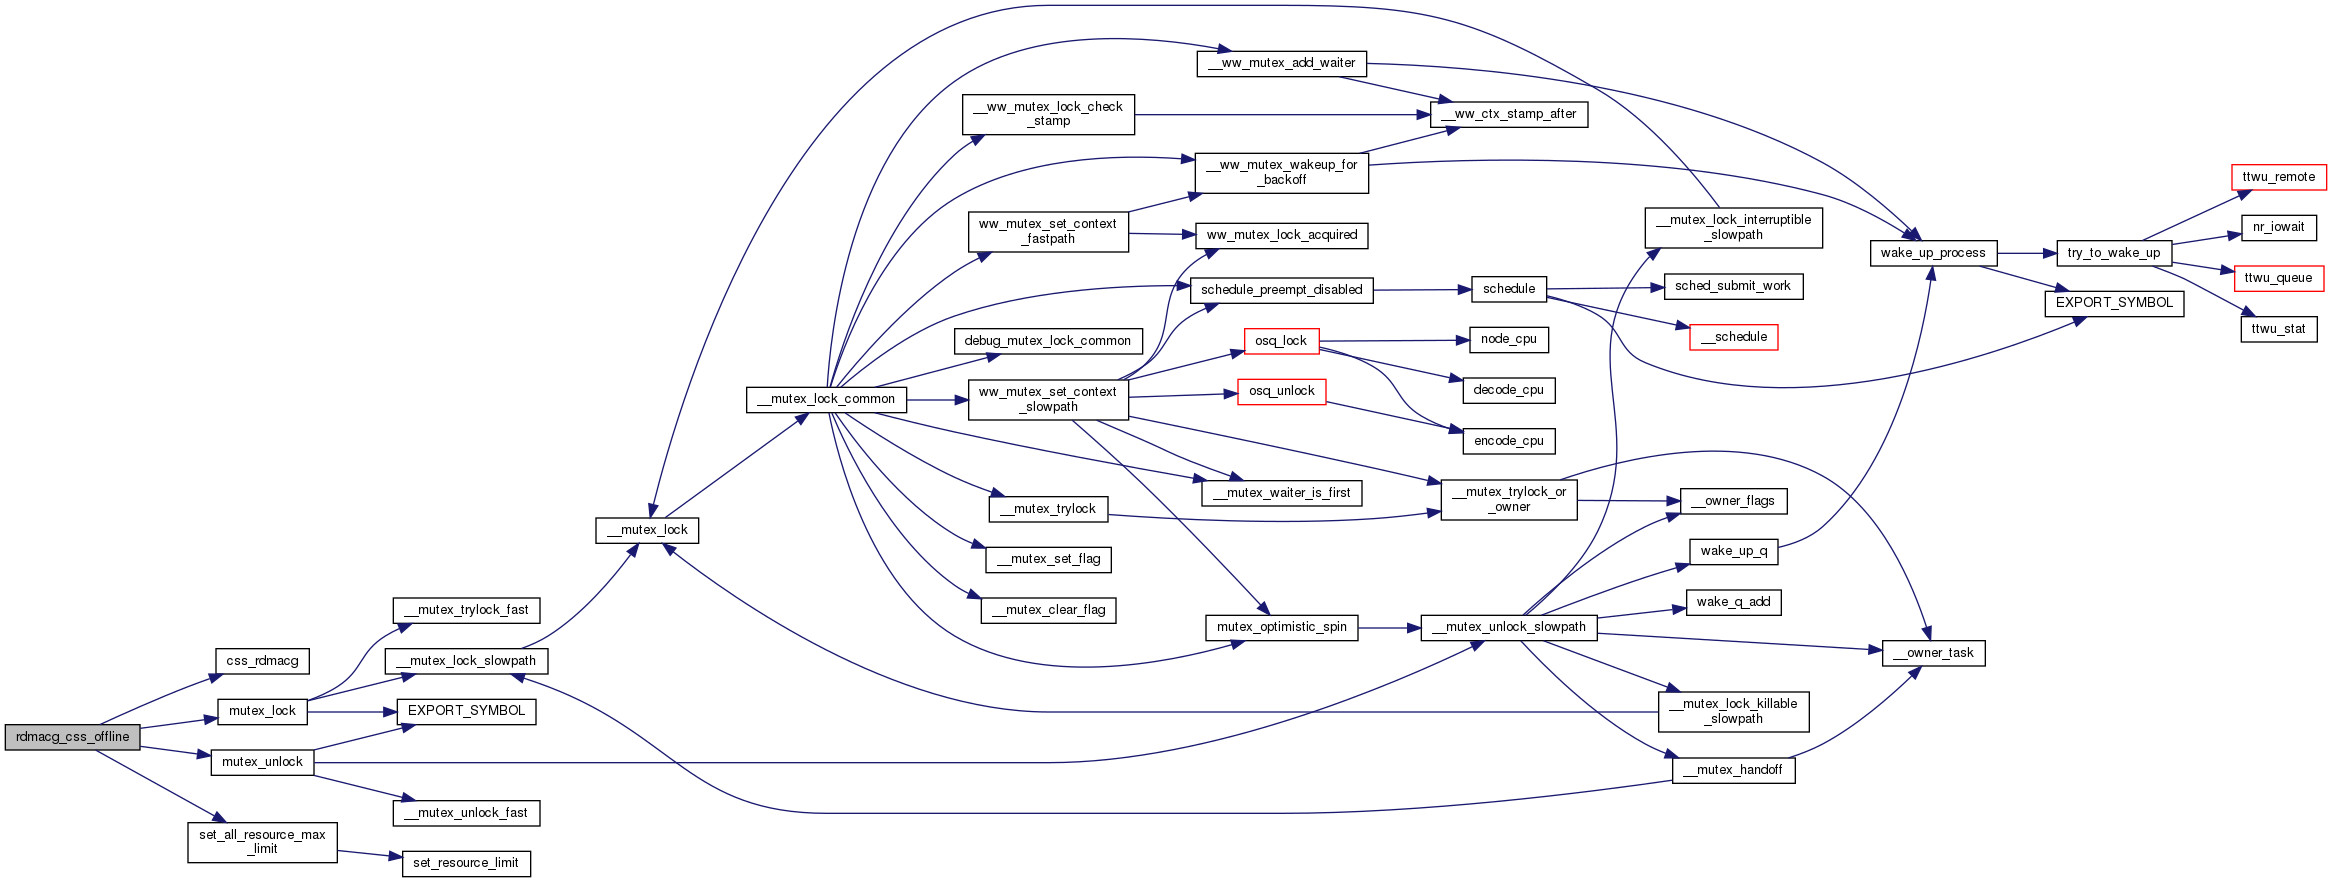 rdmacg_css_offline
css_rdmacg
mutex_lock
mutex_unlock
set_all_resource_max
_limit
__mutex_trylock_fast
__mutex_lock_slowpath
EXPORT_SYMBOL
__mutex_unlock_fast
set_resource_limit
__mutex_lock
__mutex_lock_common
__ww_mutex_lock_check
_stamp
ww_mutex_set_context
_fastpath
debug_mutex_lock_common
ww_mutex_set_context
_slowpath
__mutex_trylock
__mutex_set_flag
__mutex_clear_flag
__ww_mutex_add_waiter
__ww_mutex_wakeup_for
_backoff
ww_mutex_lock_acquired
schedule_preempt_disabled
osq_lock
osq_unlock
__mutex_waiter_is_first
mutex_optimistic_spin
__ww_ctx_stamp_after
schedule
node_cpu
decode_cpu
encode_cpu
__mutex_trylock_or
_owner
__mutex_unlock_slowpath
__mutex_lock_interruptible
_slowpath
sched_submit_work
__schedule
__owner_flags
wake_up_q
wake_q_add
__mutex_lock_killable
_slowpath
__mutex_handoff
wake_up_process
__owner_task
try_to_wake_up
EXPORT_SYMBOL
ttwu_remote
nr_iowait
ttwu_queue
ttwu_stat